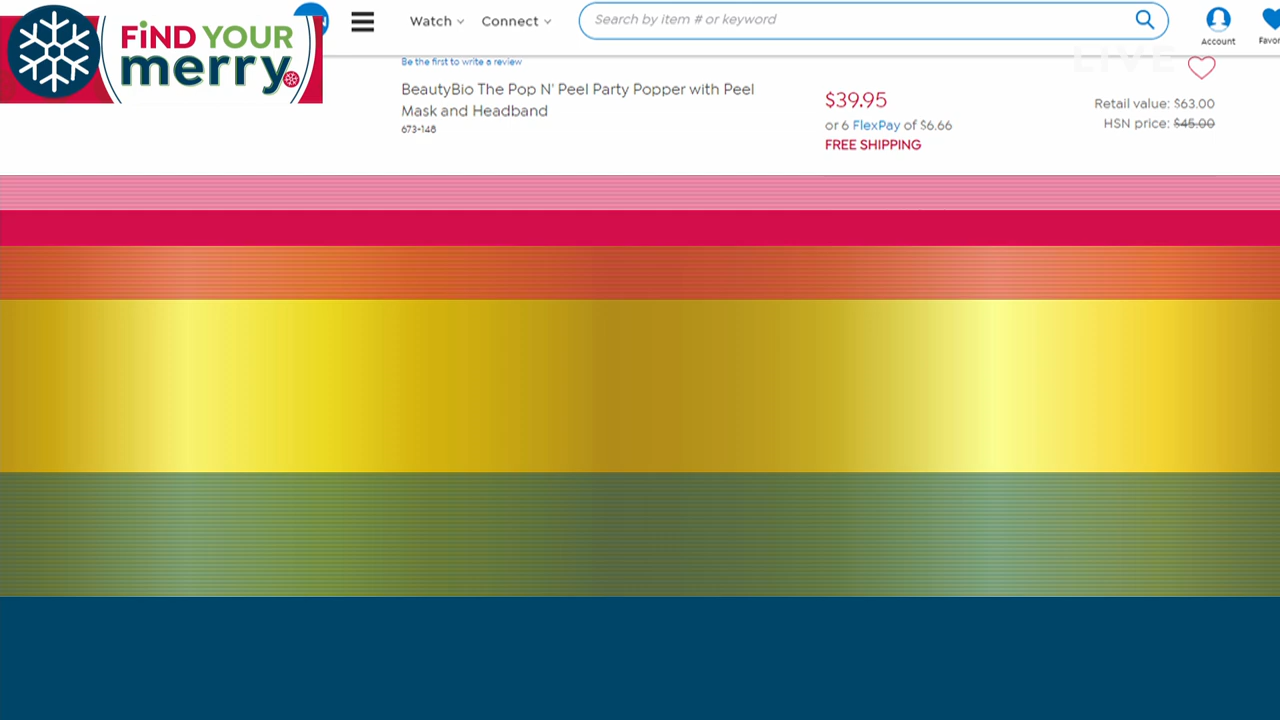 FiND YOUR
merry
Watch
Connect
Search by item # or keyword
Account
LIVE
Be the first to write a review
BeautyBio The Pop N' Peel Party Popper with Peel
Mask and Headband
673-148
$39.95
or 6 FlexPay of $6.66
FREE SHIPPING
Retail value: $63.00
HSN price: $45.00